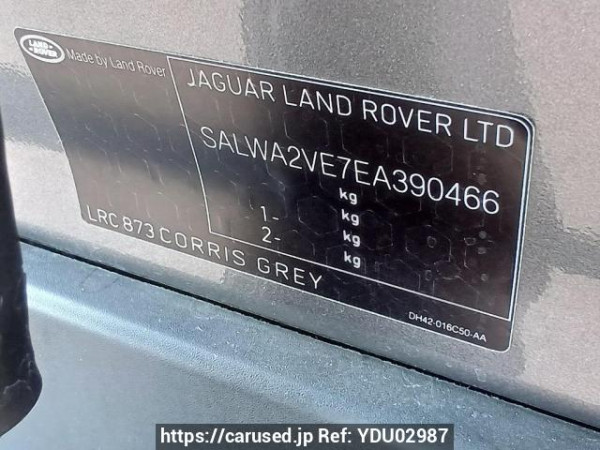 LAND ROVER
Made by Land Rover
JAGUAR LAND ROVER LTD
SALWA2VE7EA390466
kg
1- kg
2- kg
kg
LRC 873 CORRIS GREY
DH42-016C50-AA
https://carused.jp Ref: YDU02987